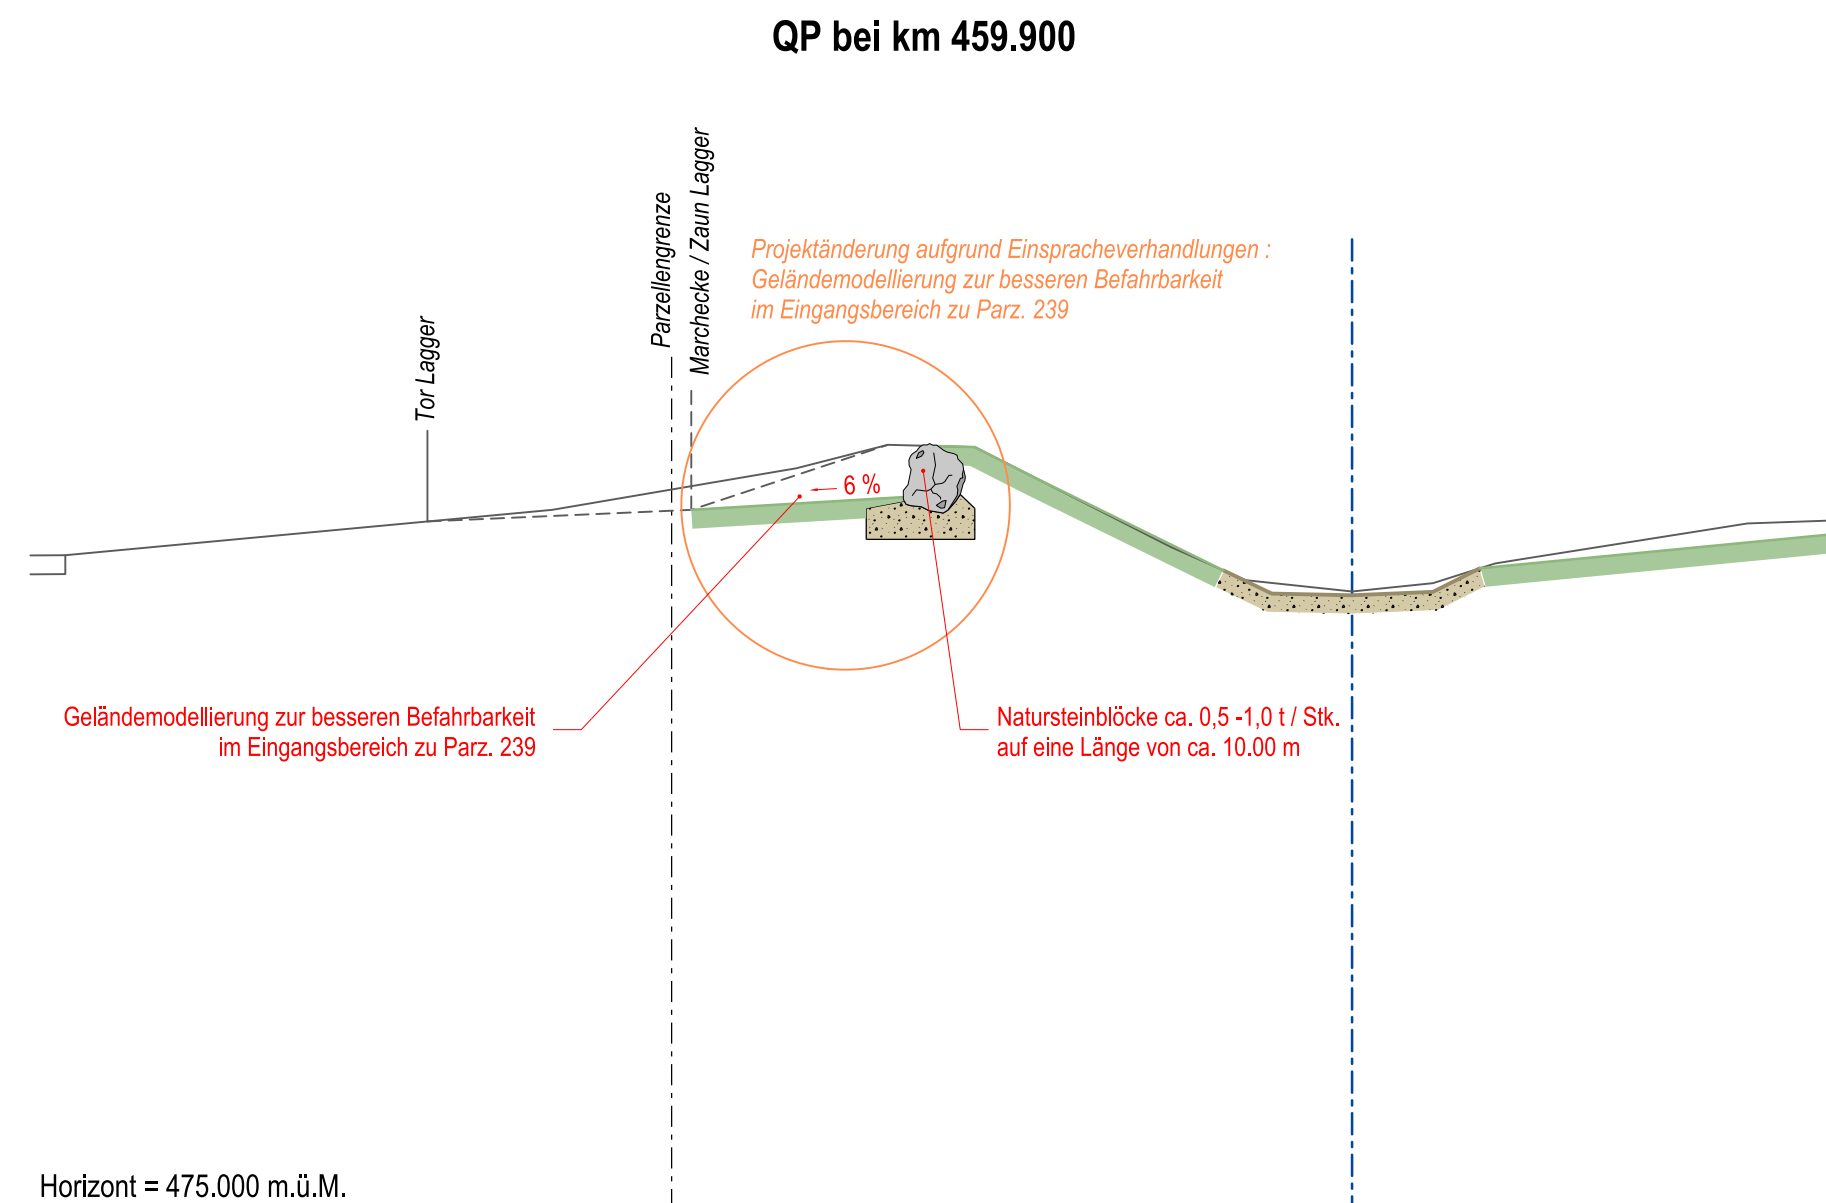 QP bei km 459.900
Tor Lagger
Parzellengrenze
Marchecke / Zaun Lagger
Projektänderung aufgrund Einspracheverhandlungen :
Geländemodellierung zur besseren Befahrbarkeit
im Eingangsbereich zu Parz. 239
6 %
Geländemodellierung zur besseren Befahrbarkeit
im Eingangsbereich zu Parz. 239
Natursteinblöcke ca. 0,5 -1,0 t / Stk.
auf eine Länge von ca. 10.00 m
Horizont = 475.000 m.ü.M.